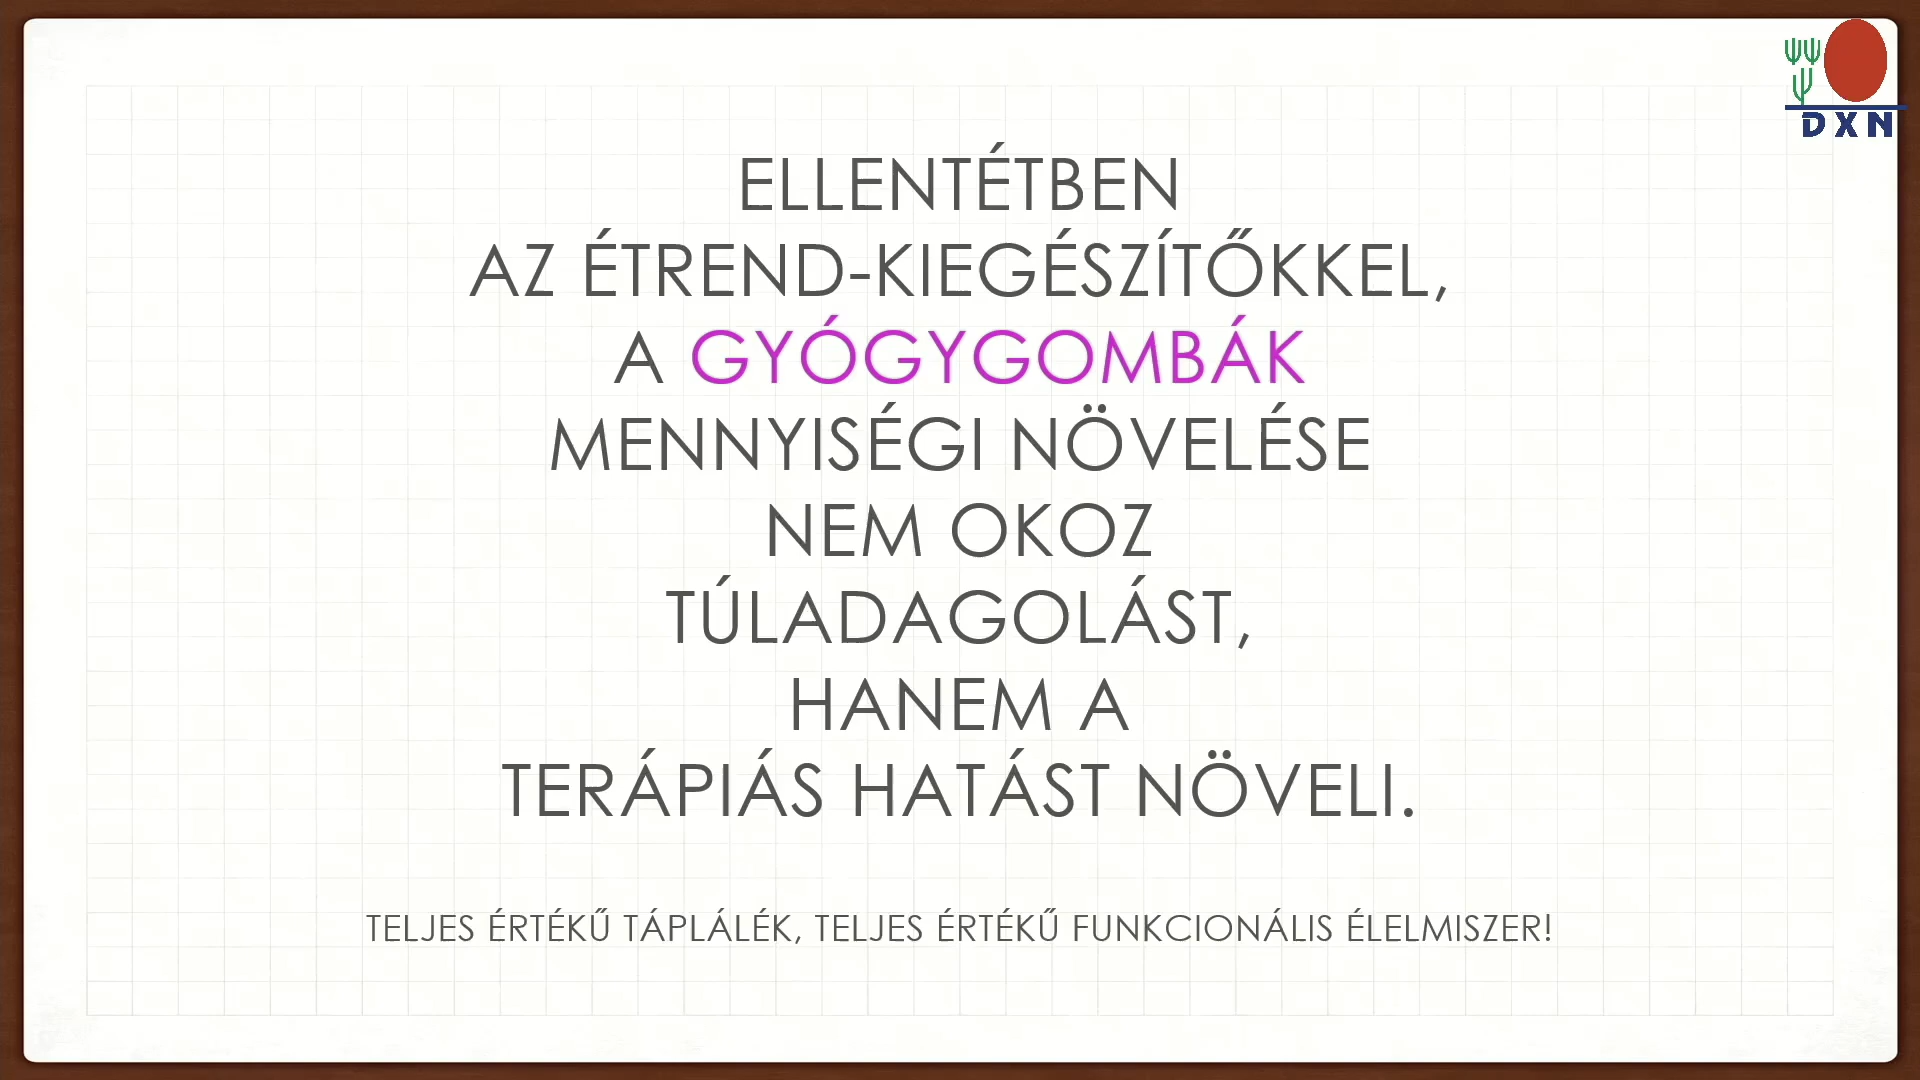 DXN
ELLENTÉTBEN
AZ ÉTREND-KIEGÉSZÍTŐKKEL,
A GYÓGYGOMBÁK
MENNYISÉGI NÖVELÉSE
NEM OKOZ
TÚLADAGOLÁST,
HANEM A
TERÁPIÁS HATÁST NÖVELI.
TELJES ÉRTÉKŰ TÁPLÁLÉK, TELJES ÉRTÉKŰ FUNKCIONÁLIS ÉLELMISZER!